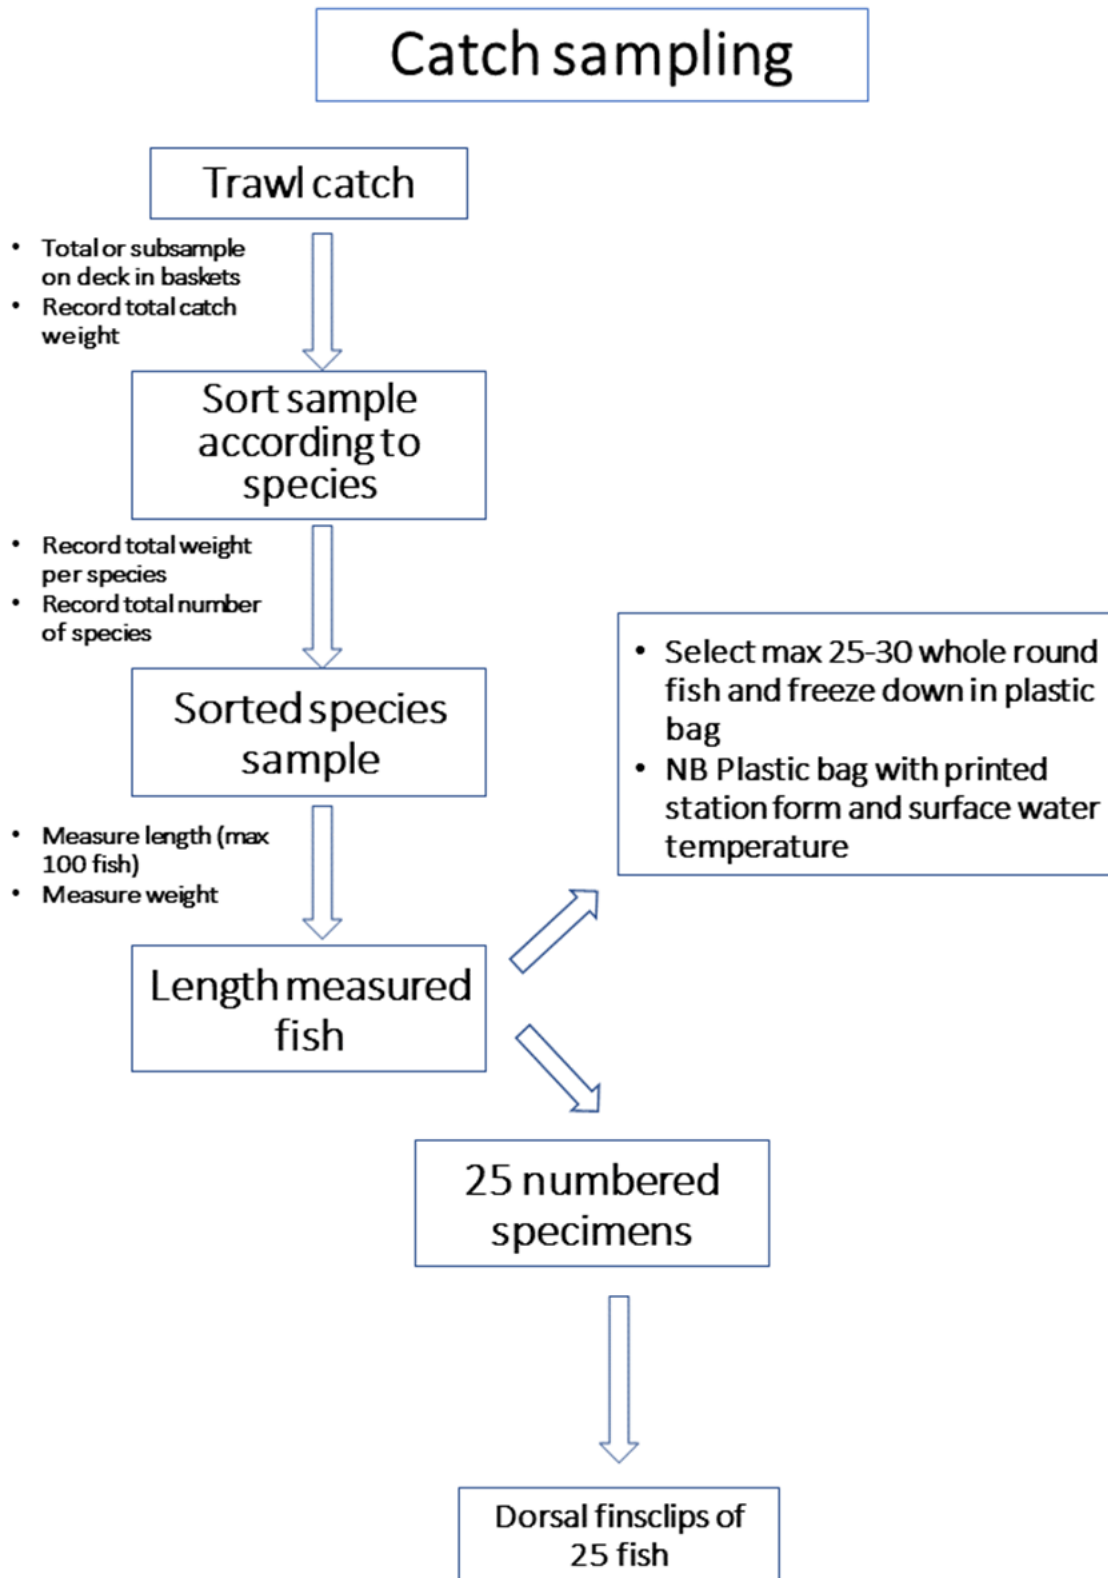 Catch sampling
Trawl catch
• Total or subsample
on deck in baskets
• Record total catch
weight
Sort sample
according to
species
• Record total weight
per species
• Record total number
of species
Sorted species
sample
• Measure length (max
100 fish)
• Measure weight
Length measured
fish
• Select max 25-30 whole round
fish and freeze down in plastic
bag
• NB Plastic bag with printed
station form and surface water
temperature
25 numbered
specimens
Dorsal finsclips of
25 fish